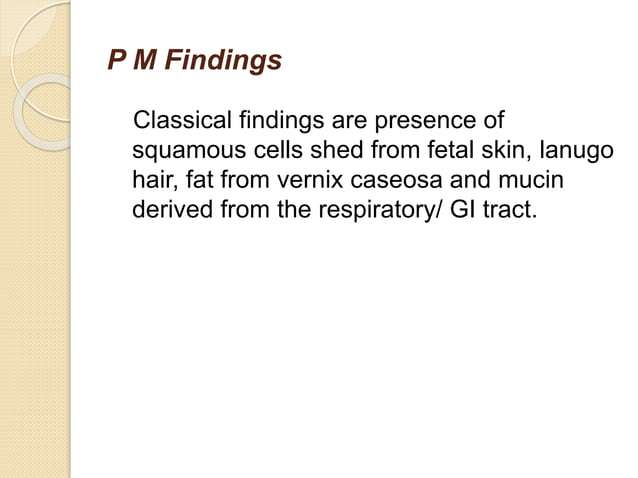 P M Findings
Classical findings are presence of
squamous cells shed from fetal skin, lanugo
hair, fat from vernix caseosa and mucin
derived from the respiratory/ GI tract.